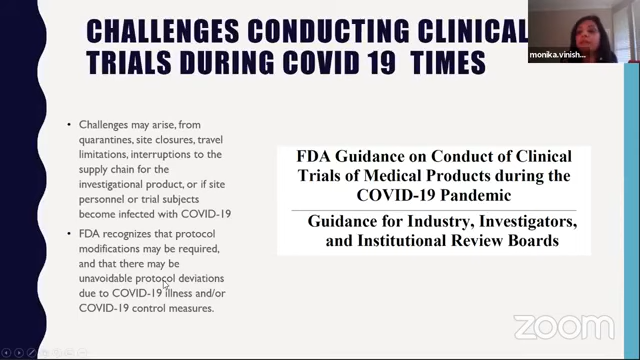 CHALLENGES CONDUCTING CLINICAL
TRIALS DURING COVID 19 TIMES
monika.vinish...
• Challenges may arise, from
quarantines, site closures, travel
limitations, interruptions to the
supply chain for the
investigational product, or if site
personnel or trial subjects
become infected with COVID-19
• FDA recognizes that protocol
modifications may be required,
and that there may be
unavoidable protocol deviations
due to COVID-19 illness and/or
COVID-19 control measures.
FDA Guidance on Conduct of Clinical
Trials of Medical Products during the
COVID-19 Pandemic
Guidance for Industry, Investigators,
and Institutional Review Boards
zoom